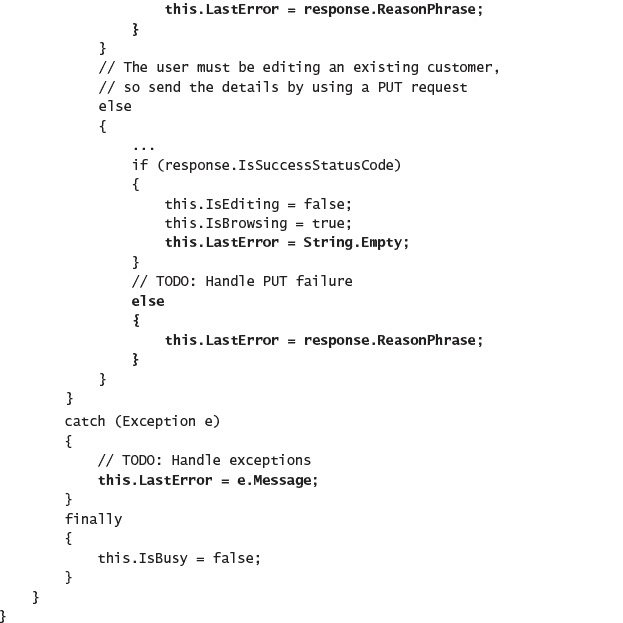 this.LastError = response.ReasonPhrase;
        }
    }
    // The user must be editing an existing customer,
    // so send the details by using a PUT request
    else
    {
        ...
        if (response.IsSuccessStatusCode)
        {
            this.IsEditing = false;
            this.IsBrowsing = true;
            this.LastError = String.Empty;
        }
        // TODO: Handle PUT failure
        else
        {
            this.LastError = response.ReasonPhrase;
        }
    }
}
catch (Exception e)
{
    // TODO: Handle exceptions
    this.LastError = e.Message;
}
finally
{
    this.IsBusy = false;
}
}
}